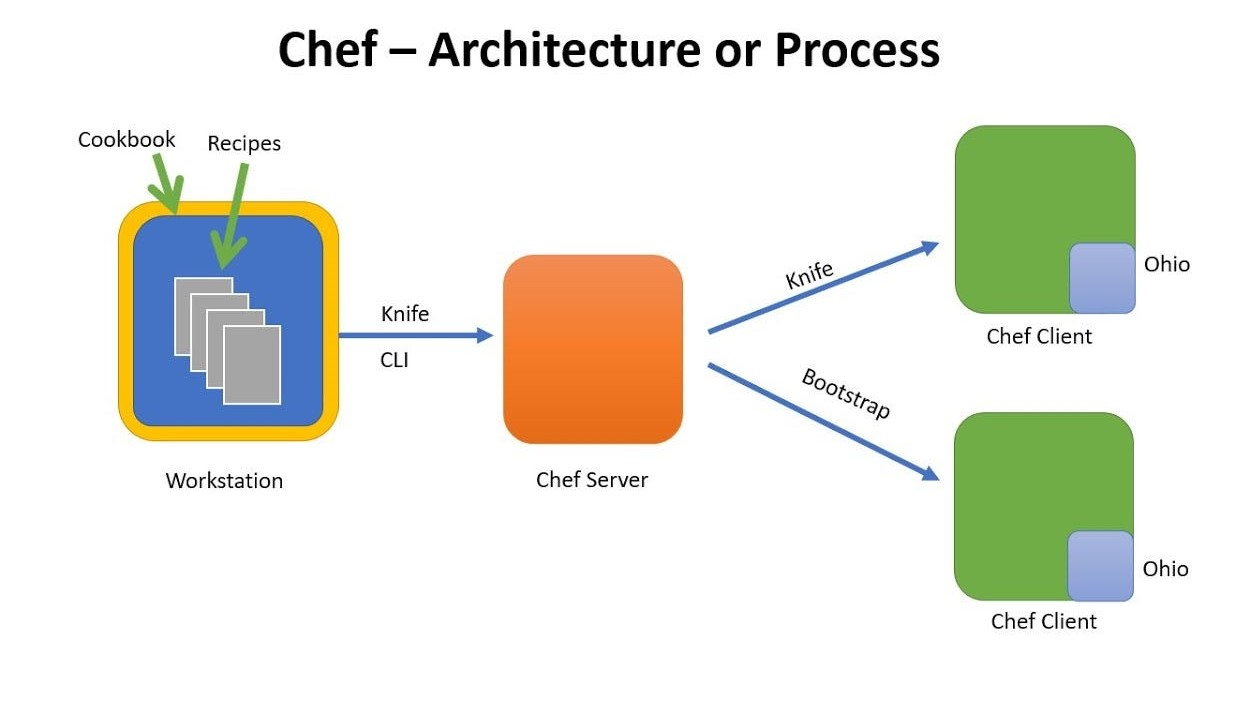 Chef – Architecture or Process
Cookbook
Recipes
Knife
CLI
Workstation
Chef Server
Knife
Bootstrap
Ohio
Chef Client
Ohio
Chef Client